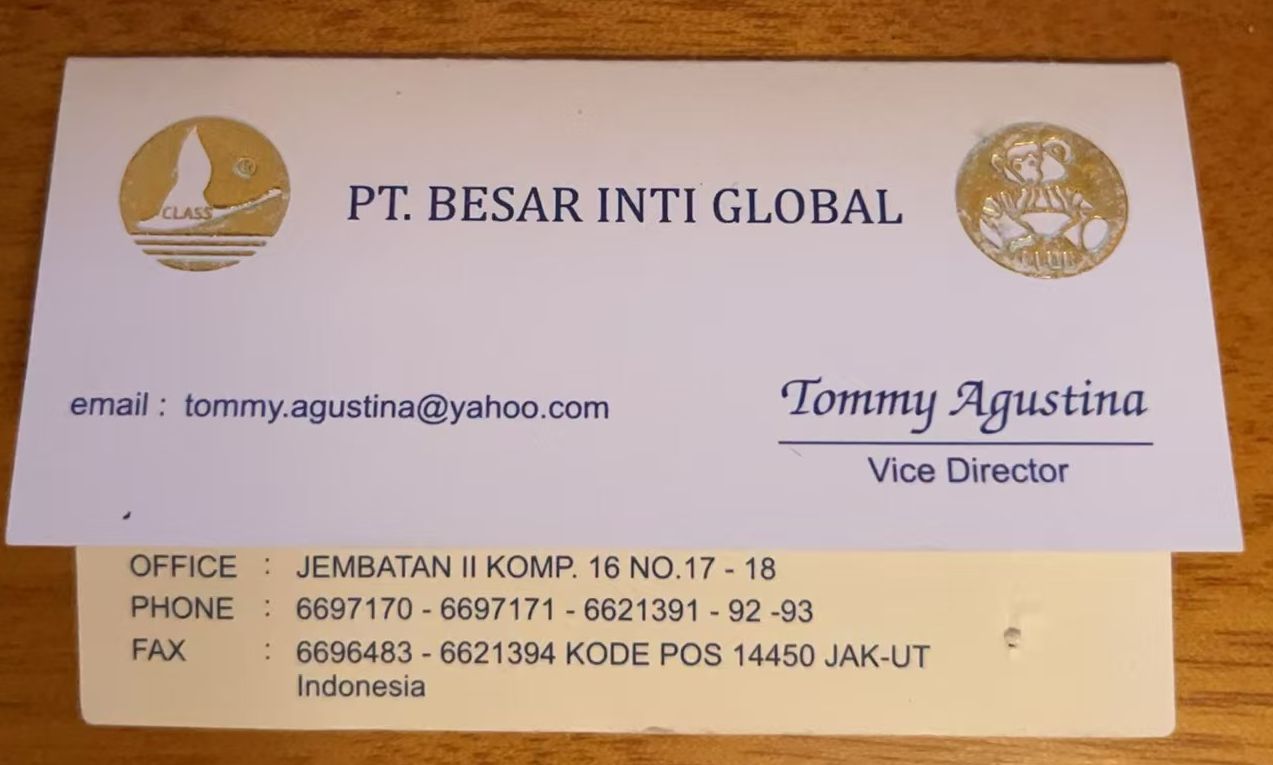 CLASS
PT. BESAR INTI GLOBAL
email : tommy.agustina@yahoo.com
Tommy Agustina
Vice Director
OFFICE : JEMBATAN II KOMP. 16 NO.17 - 18
PHONE : 6697170 - 6697171 - 6621391 - 92 -93
FAX : 6696483 - 6621394 KODE POS 14450 JAK-UT
Indonesia